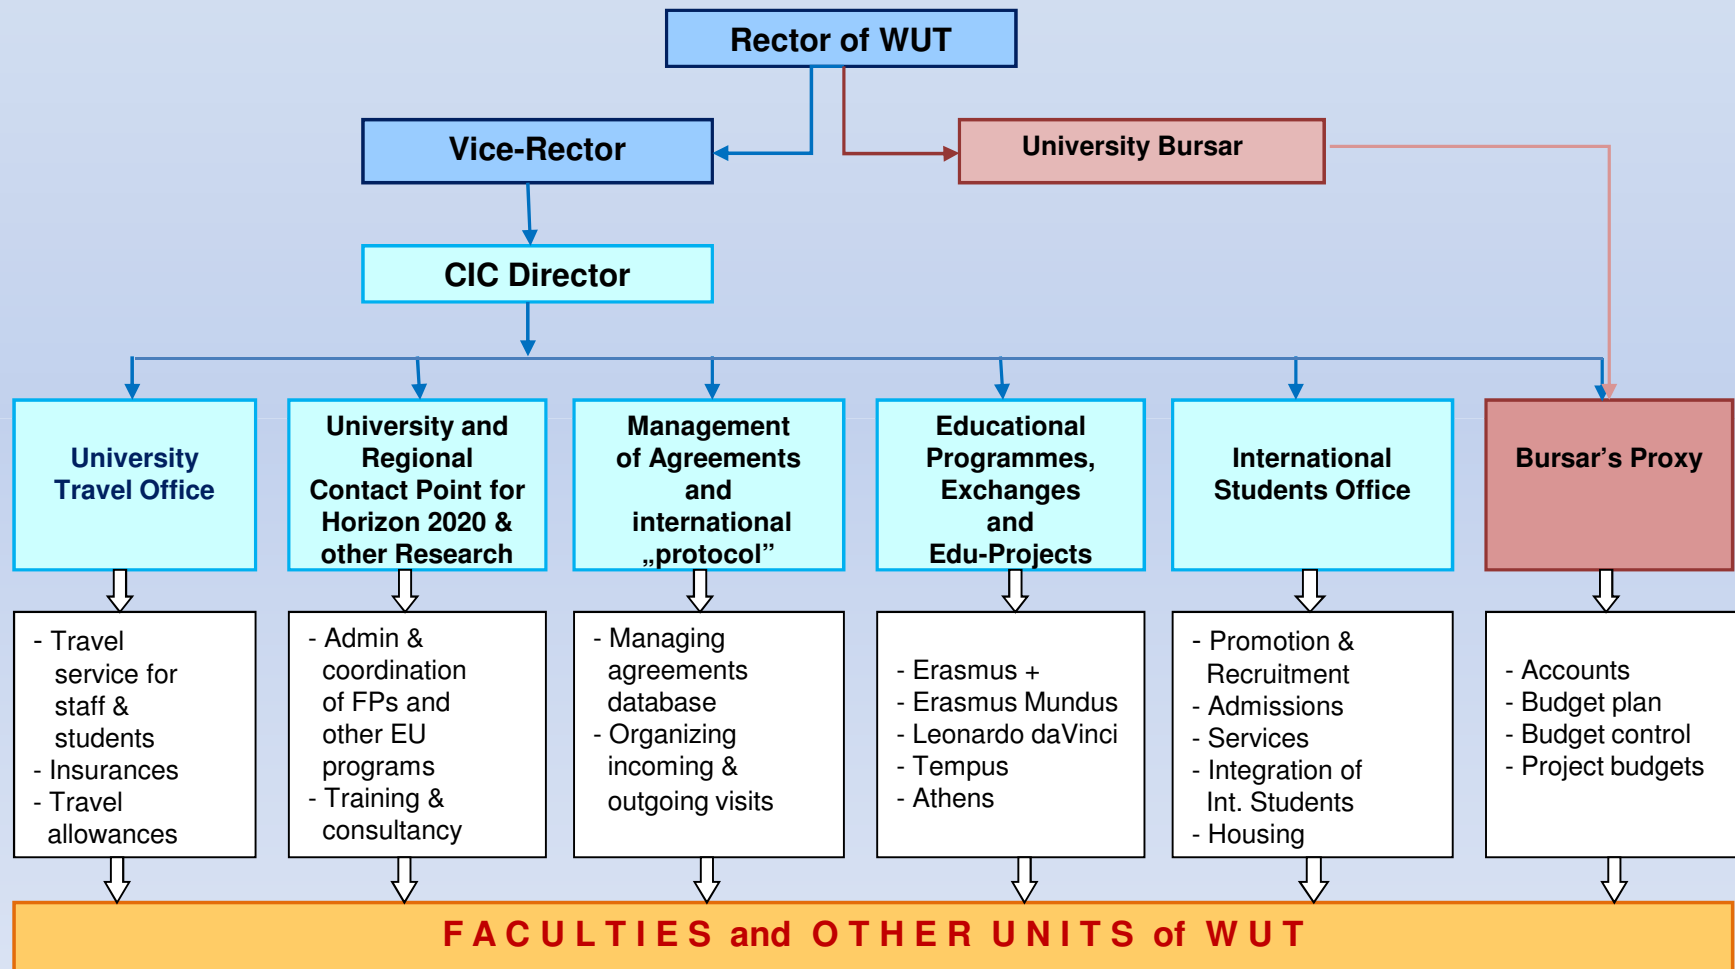 Rector of WUT
Vice-Rector
University Bursar
CIC Director
University
Travel Office
University and
Regional
Contact Point for
Horizon 2020 &
other Research
Management
of Agreements
and
international
„protocol”
Educational
Programmes,
Exchanges
and
Edu-Projects
International
Students Office
Bursar's Proxy
- Travel
service for
staff &
students
- Insurances
- Travel
allowances
- Admin &
coordination
of FPs and
other EU
programs
- Training &
consultancy
- Managing
agreements
database
- Organizing
incoming &
outgoing visits
- Erasmus +
- Erasmus Mundus
- Leonardo daVinci
- Tempus
- Athens
- Promotion &
Recruitment
- Admissions
- Services
- Integration of
Int. Students
- Housing
- Accounts
- Budget plan
- Budget control
- Project budgets
F A C U L T I E S and O T H E R U N I T S of W U T